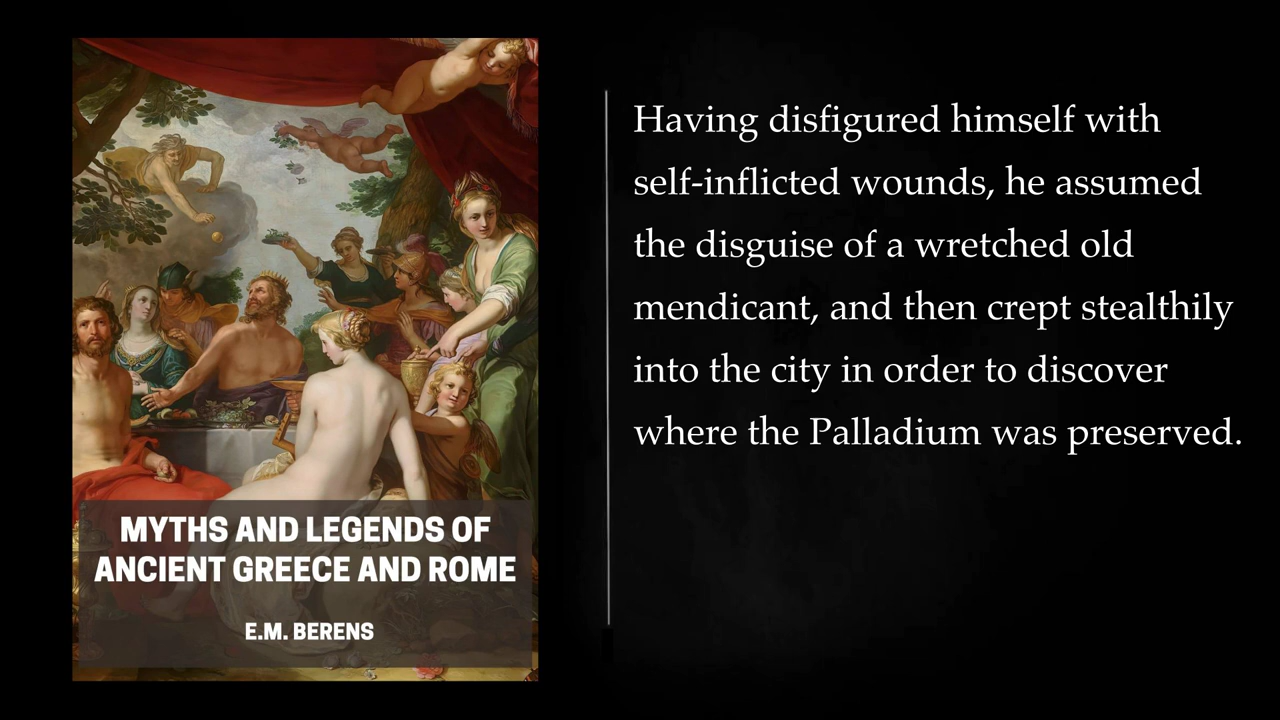 MYTHS AND LEGENDS OF
ANCIENT GREECE AND ROME
E.M. BERENS
Having disfigured himself with
self-inflicted wounds, he assumed
the disguise of a wretched old
mendicant, and then crept stealthily
into the city in order to discover
where the Palladium was preserved.